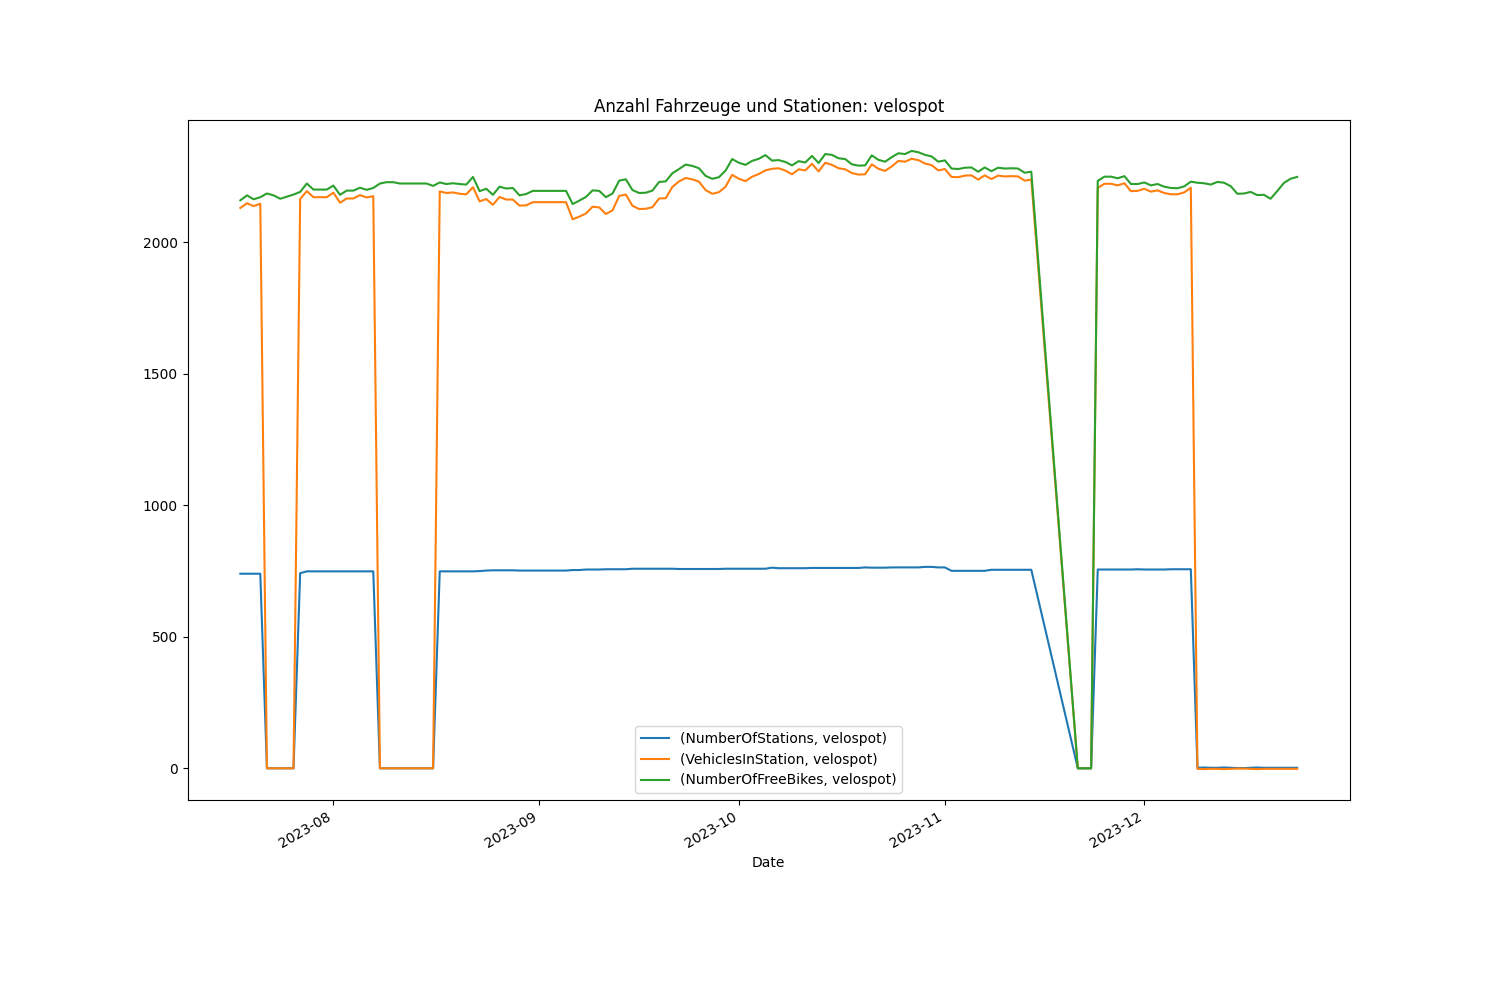 Anzahl Fahrzeuge und Stationen: velospot
2000
1500
1000
500
0
(NumberOfStations, velospot)
(VehiclesInStation, velospot)
(NumberOfFreeBikes, velospot)
2023-08
2023-09
2023-10
2023-11
2023-12
Date